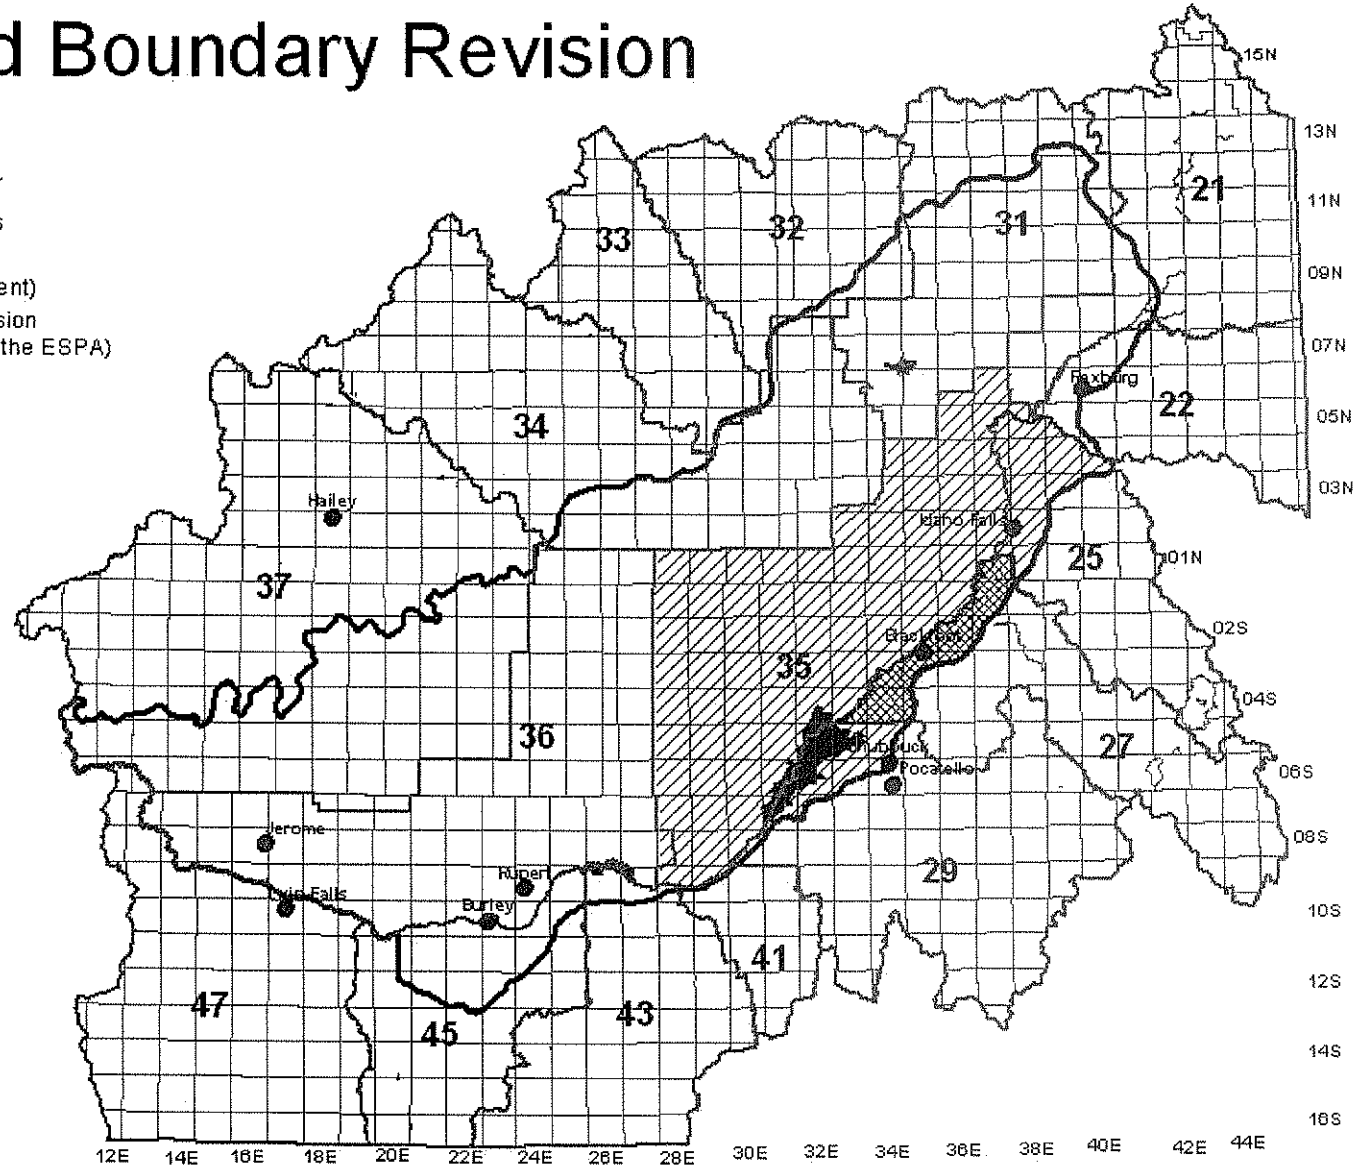 d Boundary Revision
15N
13N
21
11N
33
32
31
s
09N
ent)
sion
the ESPA)
07N
Rexburg
22
05N
34
03N
Hailey
Idaho Falls
25
01N
37
02S
Blackfoot
35
04S
36
27
Chubbuck
Pocatello
06S
Jerome
08S
Rupert
29
Twin Falls
Burley
10S
41
12S
47
43
45
14S
16S
12E 14E 16E 18E 20E 22E 24E 26E 28E 30E 32E 34E 36E 38E 40E 42E 44E